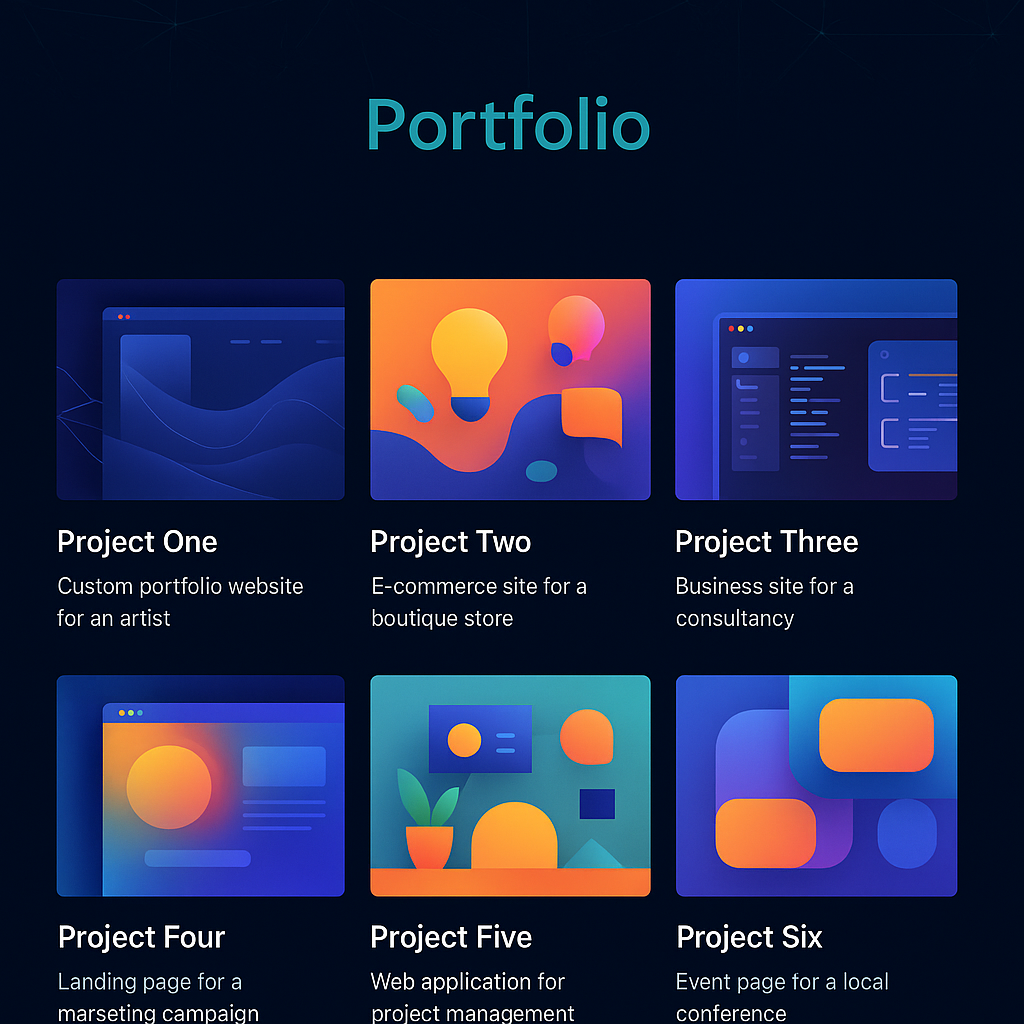 Portfolio
Project One
Custom portfolio website
for an artist
Project Two
E-commerce site for a
boutique store
Project Three
Business site for a
consultancy
Project Four
Landing page for a
marseting campaign
Project Five
Web application for
project management
Project Six
Event page for a local
conference